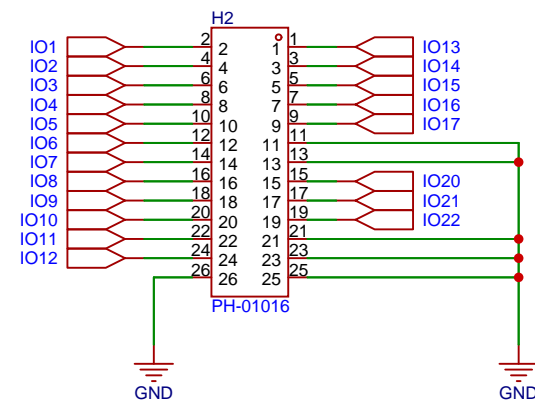 H2
IO1 2 2 1 1 IO13
IO2 4 4 3 3 IO14
IO3 6 6 5 5 IO15
IO4 8 8 7 7 IO16
IO5 10 10 9 9 IO17
IO6 12 12 11 11
IO7 14 14 13 13
IO8 16 16 15 15 IO20
IO9 18 18 17 17 IO21
IO10 20 20 19 19 IO22
IO11 22 22 21 21
IO12 24 24 23 23
26 26 25 25
PH-01016
GND GND